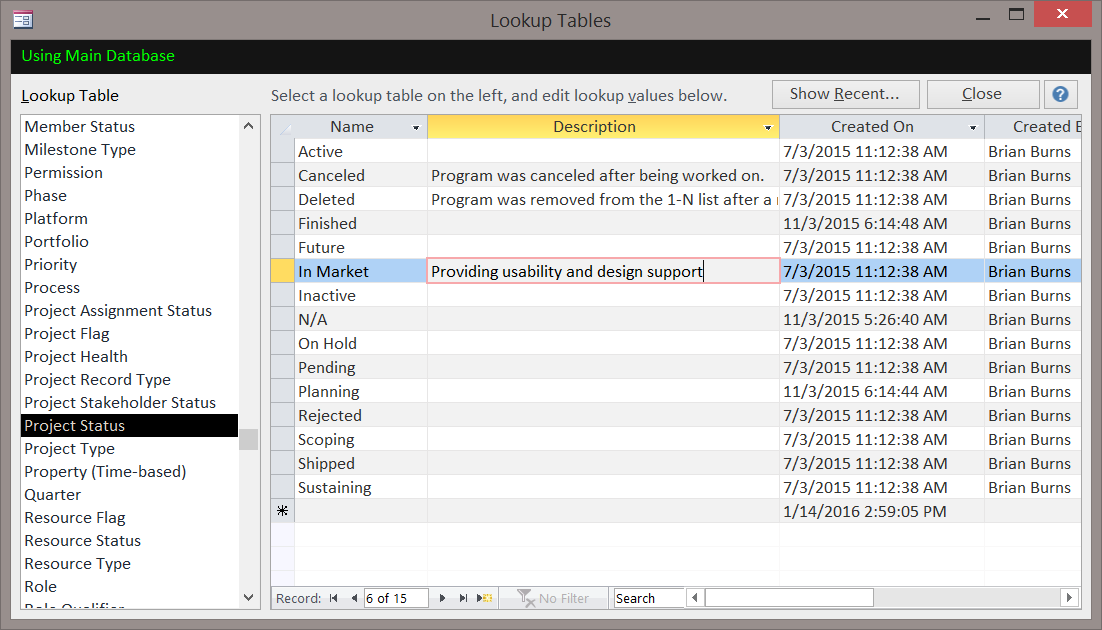 Lookup Tables
Using Main Database
Lookup Table
Select a lookup table on the left, and edit lookup values below.
Show Recent...
Close
?
Member Status
Milestone Type
Permission
Phase
Platform
Portfolio
Priority
Process
Project Assignment Status
Project Flag
Project Health
Project Record Type
Project Stakeholder Status
Project Status
Project Type
Property (Time-based)
Quarter
Resource Flag
Resource Status
Resource Type
Role
Role Qualifier
Name Description Created On Created
Active 7/3/2015 11:12:38 AM Brian Burns
Canceled Program was canceled after being worked on. 7/3/2015 11:12:38 AM Brian Burns
Deleted Program was removed from the 1-N list after a 7/3/2015 11:12:38 AM Brian Burns
Finished 11/3/2015 6:14:48 AM Brian Burns
Future 7/3/2015 11:12:38 AM Brian Burns
In Market Providing usability and design support 7/3/2015 11:12:38 AM Brian Burns
Inactive 7/3/2015 11:12:38 AM Brian Burns
N/A 11/3/2015 5:26:40 AM Brian Burns
On Hold 7/3/2015 11:12:38 AM Brian Burns
Pending 7/3/2015 11:12:38 AM Brian Burns
Planning 11/3/2015 6:14:44 AM Brian Burns
Rejected 7/3/2015 11:12:38 AM Brian Burns
Scoping 7/3/2015 11:12:38 AM Brian Burns
Shipped 7/3/2015 11:12:38 AM Brian Burns
Sustaining 7/3/2015 11:12:38 AM Brian Burns
1/14/2016 2:59:05 PM
Record: 6 of 15 No Filter Search